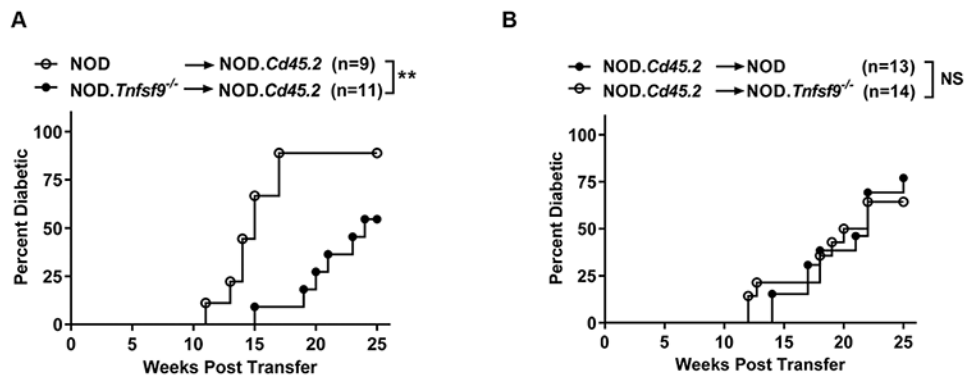 A
NOD → NOD.Cd45.2 (n=9)
NOD.Tnfsf9-/- → NOD.Cd45.2 (n=11)
**
Percent Diabetic
100
75
50
25
0
0 5 10 15 20 25
Weeks Post Transfer
B
NOD.Cd45.2 → NOD (n=13)
NOD.Cd45.2 → NOD.Tnfsf9-/- (n=14)
NS
Percent Diabetic
100
75
50
25
0
0 5 10 15 20 25
Weeks Post Transfer